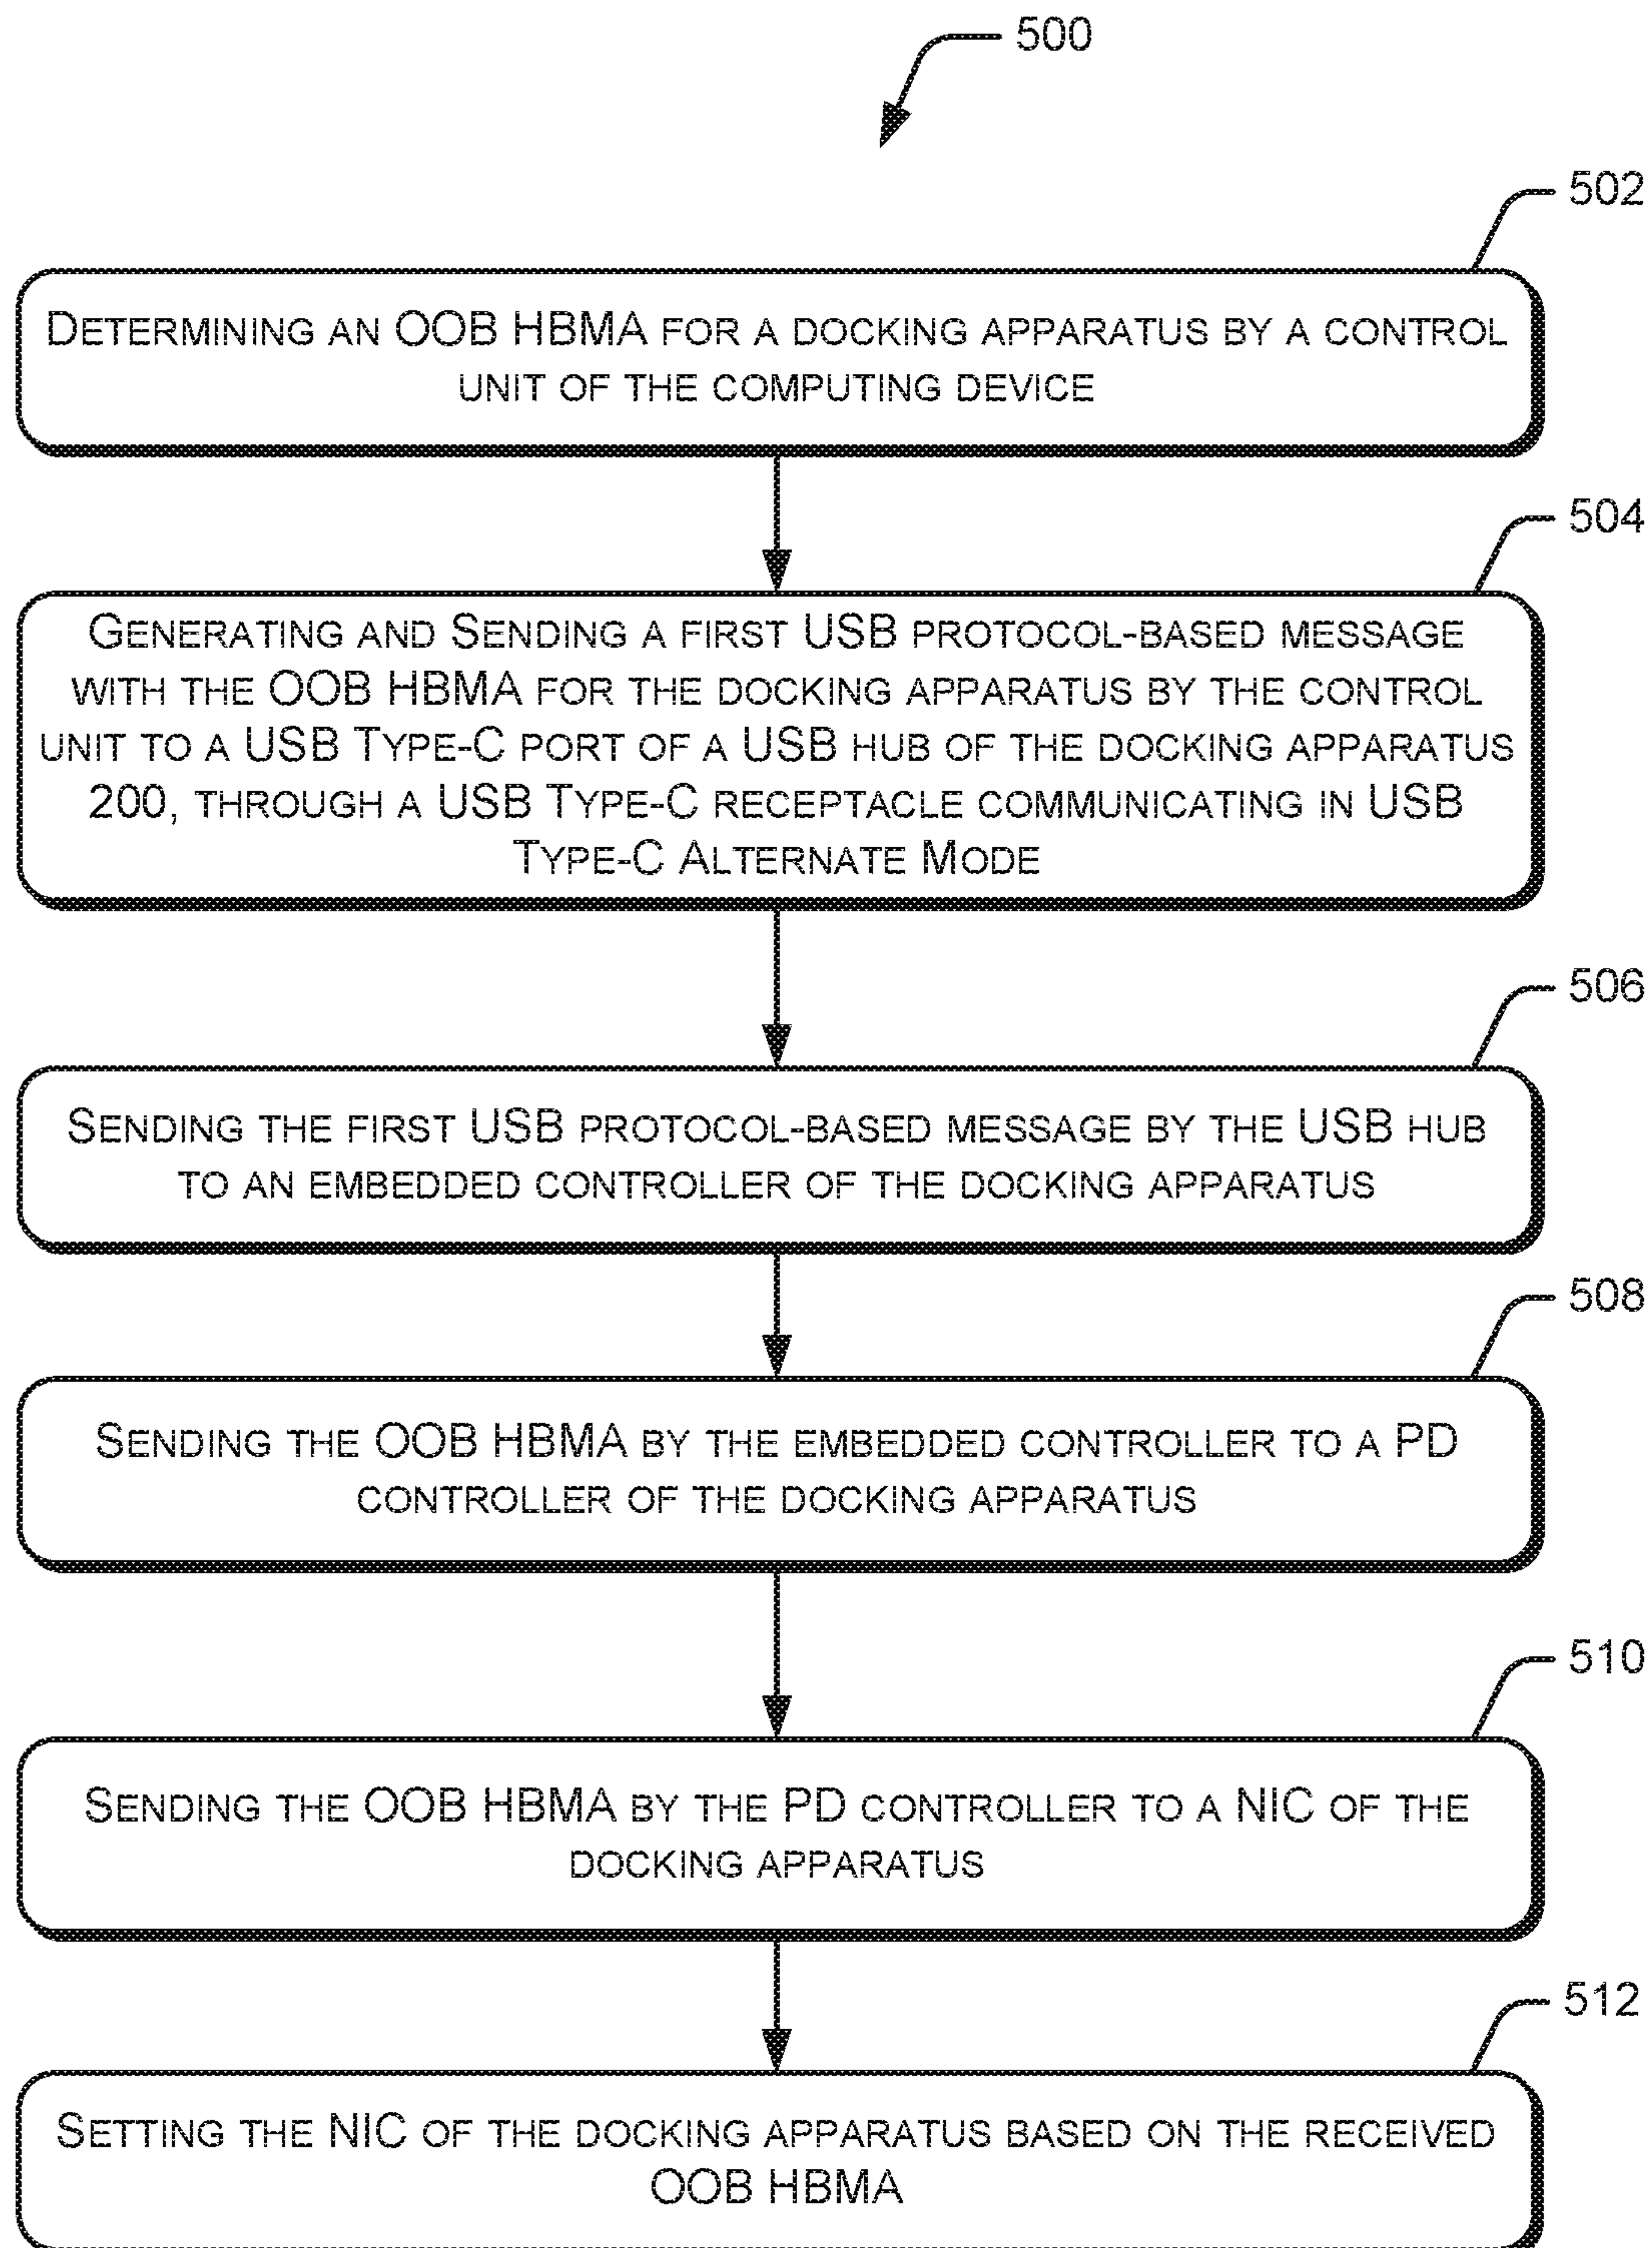 500
502
Determining an OOB HBMA for a docking apparatus by a control
unit of the computing device
504
Generating and Sending a first USB protocol-based message
with the OOB HBMA for the docking apparatus by the control
unit to a USB Type-C port of a USB hub of the docking apparatus
200, through a USB Type-C receptacle communicating in USB
Type-C Alternate Mode
506
Sending the first USB protocol-based message by the USB hub
to an embedded controller of the docking apparatus
508
Sending the OOB HBMA by the embedded controller to a PD
controller of the docking apparatus
510
Sending the OOB HBMA by the PD controller to a NIC of the
docking apparatus
512
Setting the NIC of the docking apparatus based on the received
OOB HBMA